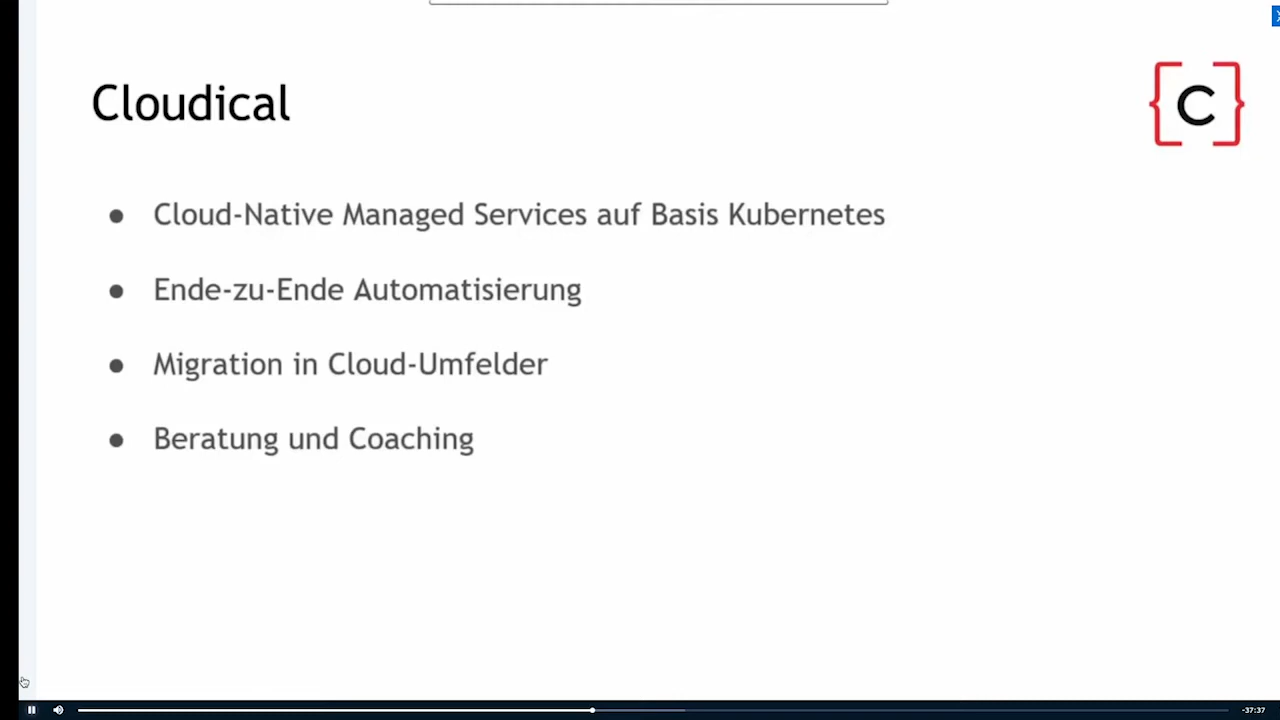 Cloudical
{[ C ]}
● Cloud-Native Managed Services auf Basis Kubernetes
● Ende-zu-Ende Automatisierung
● Migration in Cloud-Umfelder
● Beratung und Coaching
-37:37